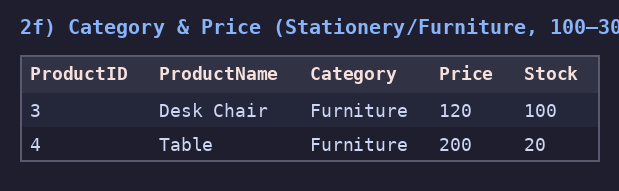 2f) Category & Price (Stationery/Furniture, 100–30
ProductID ProductName Category Price Stock
3 Desk Chair Furniture 120 100
4 Table Furniture 200 20